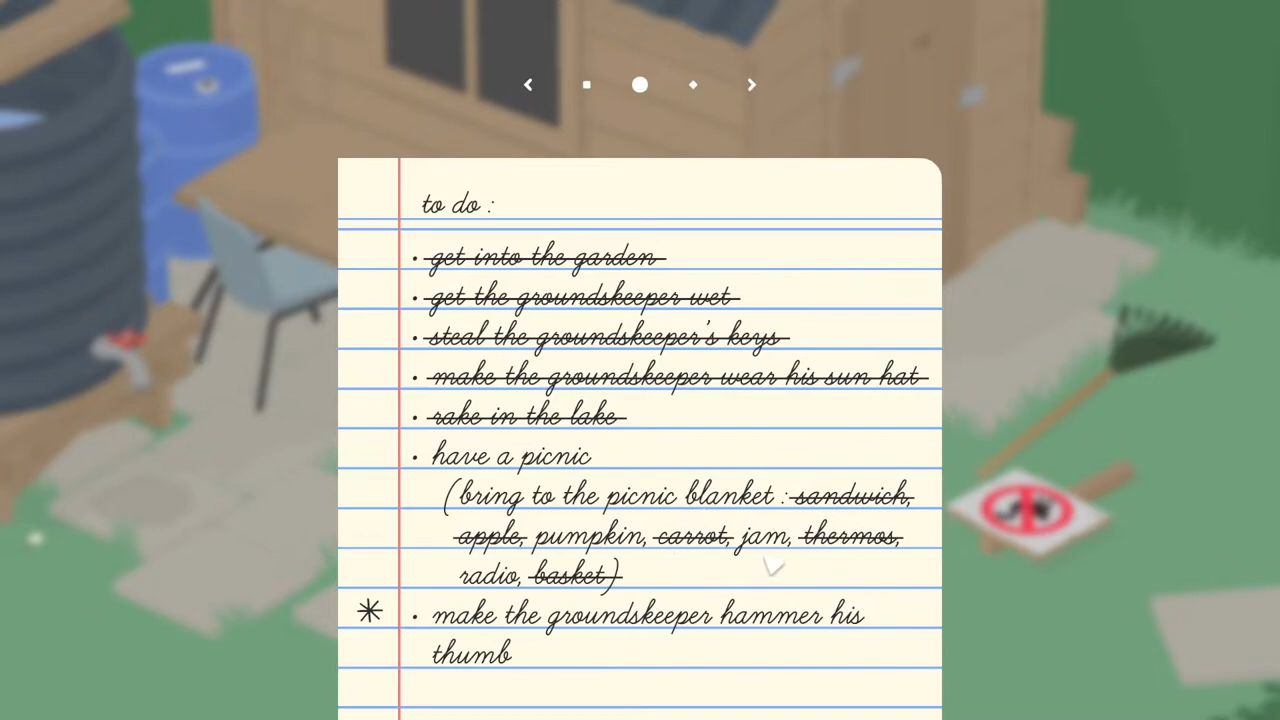 to do :
• get into the garden
• get the groundskeeper wet
• steal the groundskeeper's keys
• make the groundskeeper wear his sun hat
• rake in the lake
• have a picnic
(bring to the picnic blanket : sandwich,
apple, pumpkin, carrot, jam, thermos,
radio, basket)
• make the groundskeeper hammer his
thumb